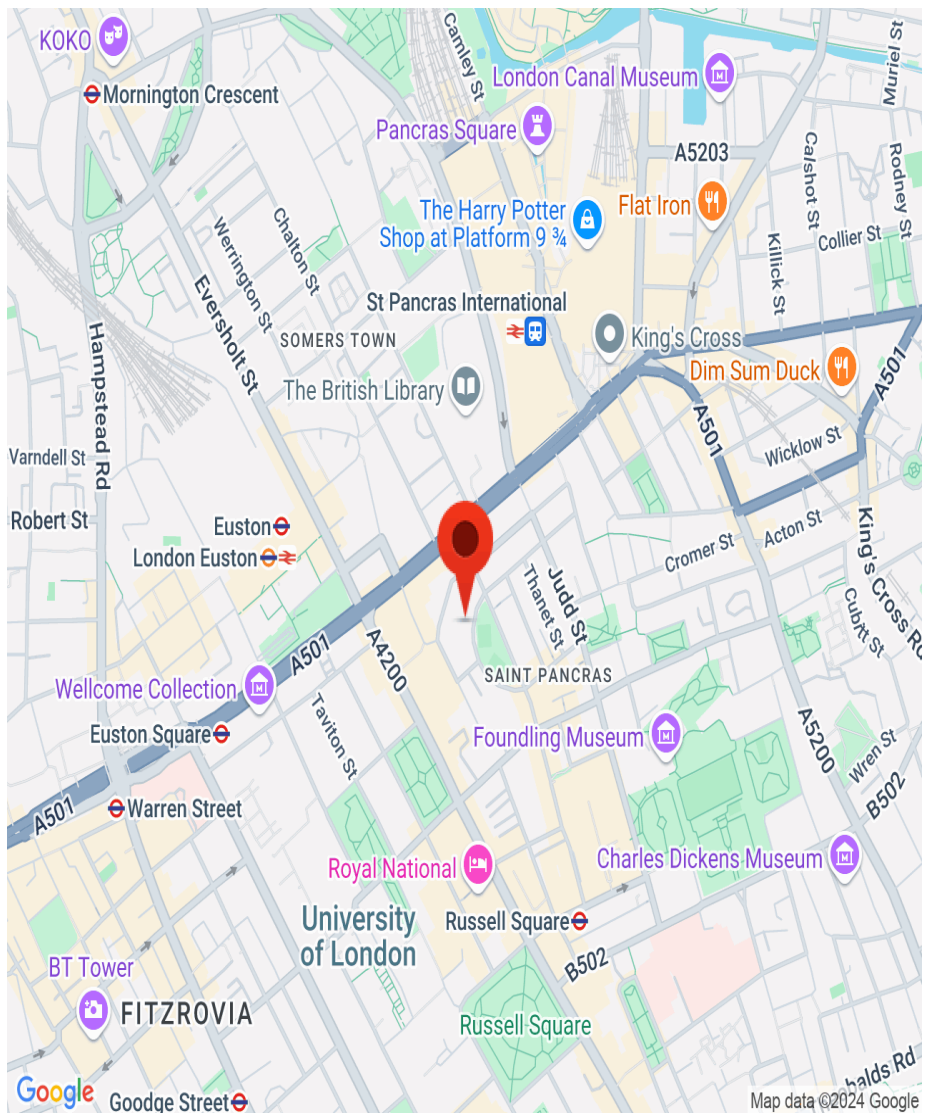 KOKO
Mornington Crescent
Camley St
London Canal Museum
Muriel St
Pancras Square
A5203
Calshot St
Rodney St
The Harry Potter
Shop at Platform 9 ¾
Flat Iron
Chalton St
Werrington St
Killick St
Collier St
Eversholt St
St Pancras International
SOMERS TOWN
King's Cross
Hampstead Rd
The British Library
Dim Sum Duck
A501
A501
Varndell St
Wicklow St
Robert St
Euston
London Euston
Acton St
Cromer St
King's Cross Rd
Judd St
Thanet St
Cubitt St
A501
A4200
SAINT PANCRAS
Wellcome Collection
Taviton St
Euston Square
Foundling Museum
A5200
Wren St
B502
A501
Warren Street
Royal National
Charles Dickens Museum
University
of London
Russell Square
B502
BT Tower
FITZROVIA
Russell Square
Google
Goodge Street
obalds Rd
Map data ©2024 Google